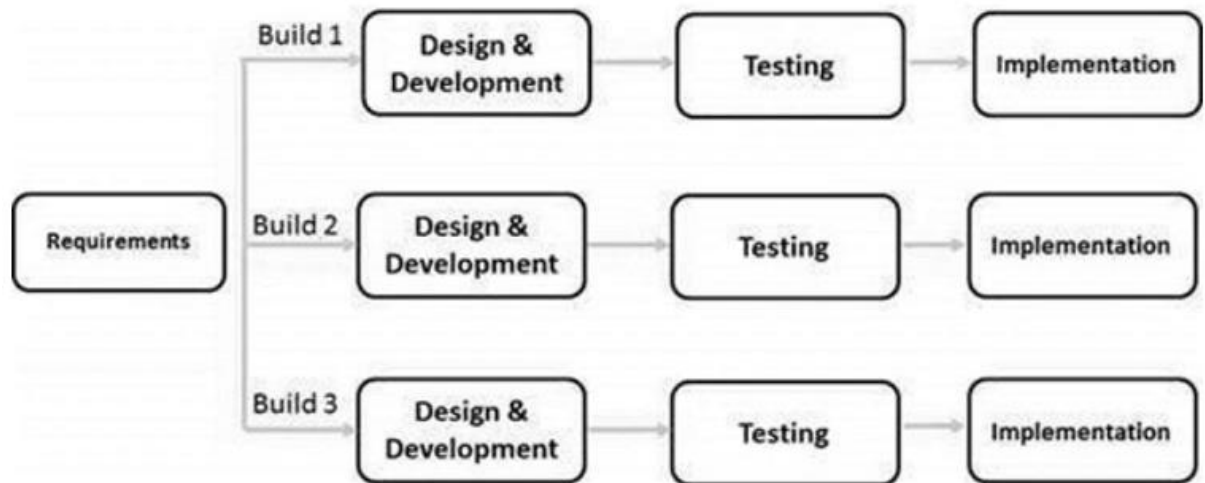 Build 1
Design &
Development
Testing
Implementation
Requirements
Build 2
Design &
Development
Testing
Implementation
Build 3
Design &
Development
Testing
Implementation